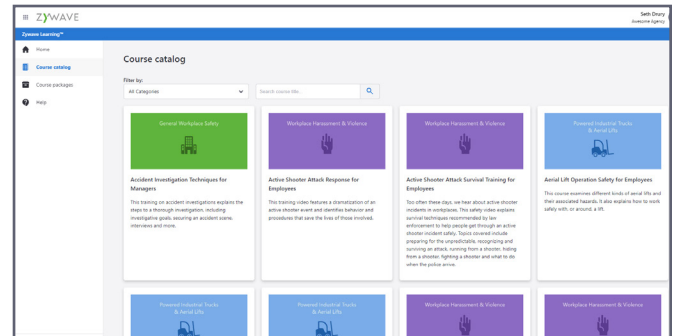 ZYWAVE
Seth Drury
Awesome Agency
Zywave Learning™
Home
Course catalog
Course packages
Help
Course catalog
Filter by:
All Categories
Search course title
General Workplace Safety
Accident Investigation Techniques for
Managers
This training on accident investigations explains the
steps to a thorough investigation, including
investigative goals, securing an accident scene,
interviews and more.
Workplace Harassment & Violence
Active Shooter Attack Response for
Employees
This training video features a dramatization of an
active shooter event and identifies behavior and
procedures that save the lives of those involved.
Workplace Harassment & Violence
Active Shooter Attack Survival Training for
Employees
Too often these days, we hear about active shooter
incidents in workplaces. This safety video explains
survival techniques recommended by law
enforcement to help people get through an active
shooter incident safely. Topics covered include
preparing for the unpredictable, recognizing and
surviving an attack, running from a shooter, hiding
from a shooter, fighting a shooter and what to do
when the police arrive.
Powered Industrial Trucks
& Aerial Lifts
Aerial Lift Operation Safety for Employees
This course examines different kinds of aerial lifts and
their associated hazards. It also explains how to work
safely with, or around, a lift.
Powered Industrial Trucks
& Aerial Lifts
Powered Industrial Trucks
& Aerial Lifts
Workplace Harassment & Violence
Workplace Harassment & Violence